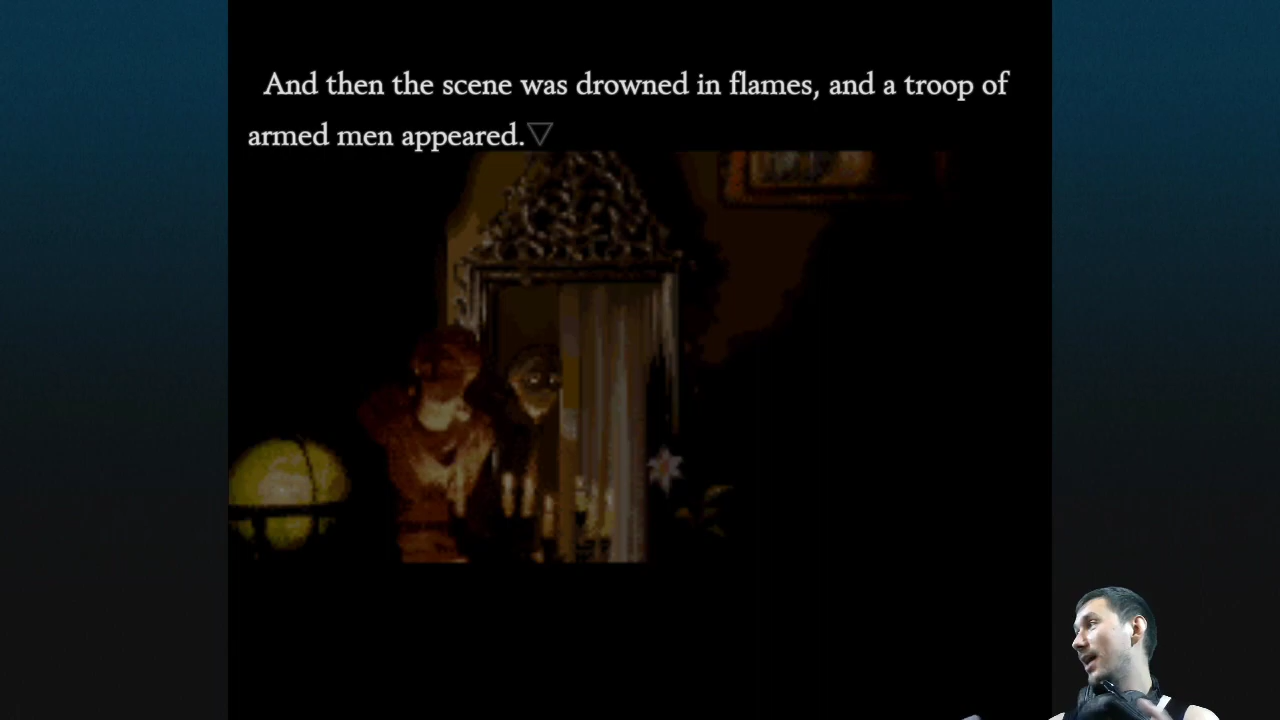 And then the scene was drowned in flames, and a troop of
armed men appeared.